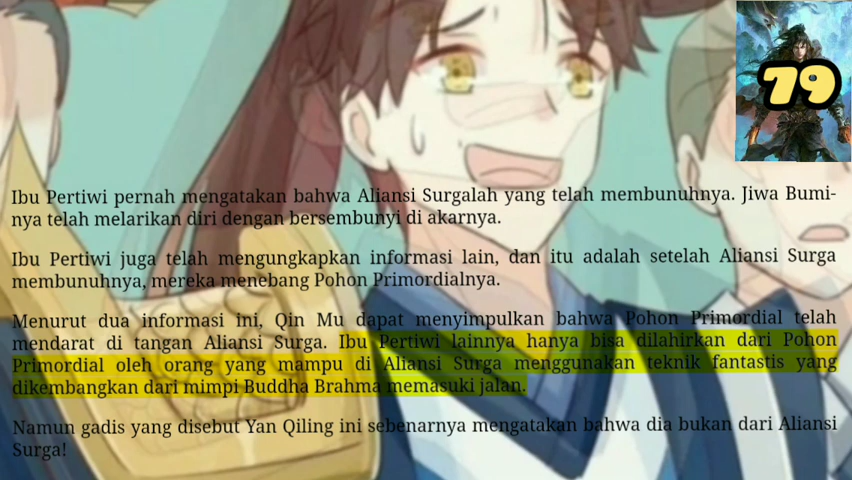 79
Ibu Pertiwi pernah mengatakan bahwa Aliansi Surgalah yang telah membunuhnya. Jiwa Bumi-
nya telah melarikan diri dengan bersembunyi di akarnya.
Ibu Pertiwi juga telah mengungkapkan informasi lain, dan itu adalah setelah Aliansi Surga
membunuhnya, mereka menebang Pohon Primordialnya.
Menurut dua informasi ini, Qin Mu dapat menyimpulkan bahwa Pohon Primordial telah
mendarat di tangan Aliansi Surga. Ibu Pertiwi lainnya hanya bisa dilahirkan dari Pohon
Primordial oleh orang yang mampu di Aliansi Surga menggunakan teknik fantastis yang
dikembangkan dari mimpi Buddha Brahma memasuki jalan.
Namun gadis yang disebut Yan Qiling ini sebenarnya mengatakan bahwa dia bukan dari Aliansi
Surga!